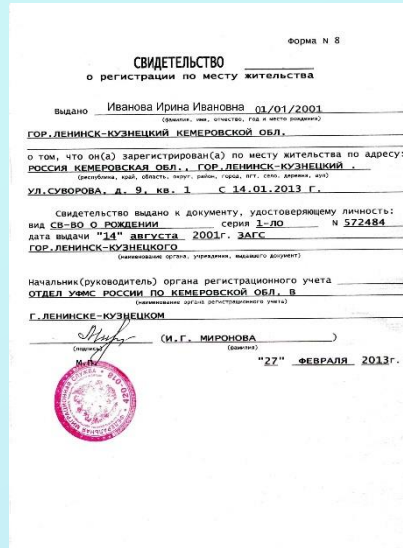 Форма N 8
СВИДЕТЕЛЬСТВО
о регистрации по месту жительства
Выдано Иванова Ирина Ивановна 01/01/2001
(фамилия, имя, отчество, год и место рождения)
ГОР.ЛЕНИНСК-КУЗНЕЦКИЙ КЕМЕРОВСКОЙ ОБЛ.
о том, что он(а) зарегистрирован(а) по месту жительства по адресу:
РОССИЯ КЕМЕРОВСКАЯ ОБЛ., ГОР.ЛЕНИНСК-КУЗНЕЦКИЙ .
(республика, край, область, округ, район, город, пгт, село, деревня, аул)
УЛ.СУВОРОВА, д. 9, кв. 1 С 14.01.2013 Г.
Свидетельство выдано к документу, удостоверяющему личность:
вид СВ-ВО О РОЖДЕНИИ серия 1-ЛО N 572484
дата выдачи "14" августа 2001г. ЗАГС
ГОР.ЛЕНИНСК-КУЗНЕЦКОГО
(наименование органа, учреждения, выдавшего документ)
Начальник(руководитель) органа регистрационного учета
ОТДЕЛ УФМС РОССИИ ПО КЕМЕРОВСКОЙ ОБЛ. В
(наименование органа регистрационного учета)
Г.ЛЕНИНСКЕ-КУЗНЕЦКОМ
(И.Г. МИРОНОВА )
(подпись) (фамилия)
М.П. "27" ФЕВРАЛЯ 2013г.
ФЕДЕРАЛЬНАЯ МИГРАЦИОННАЯ СЛУЖБА * 420-018